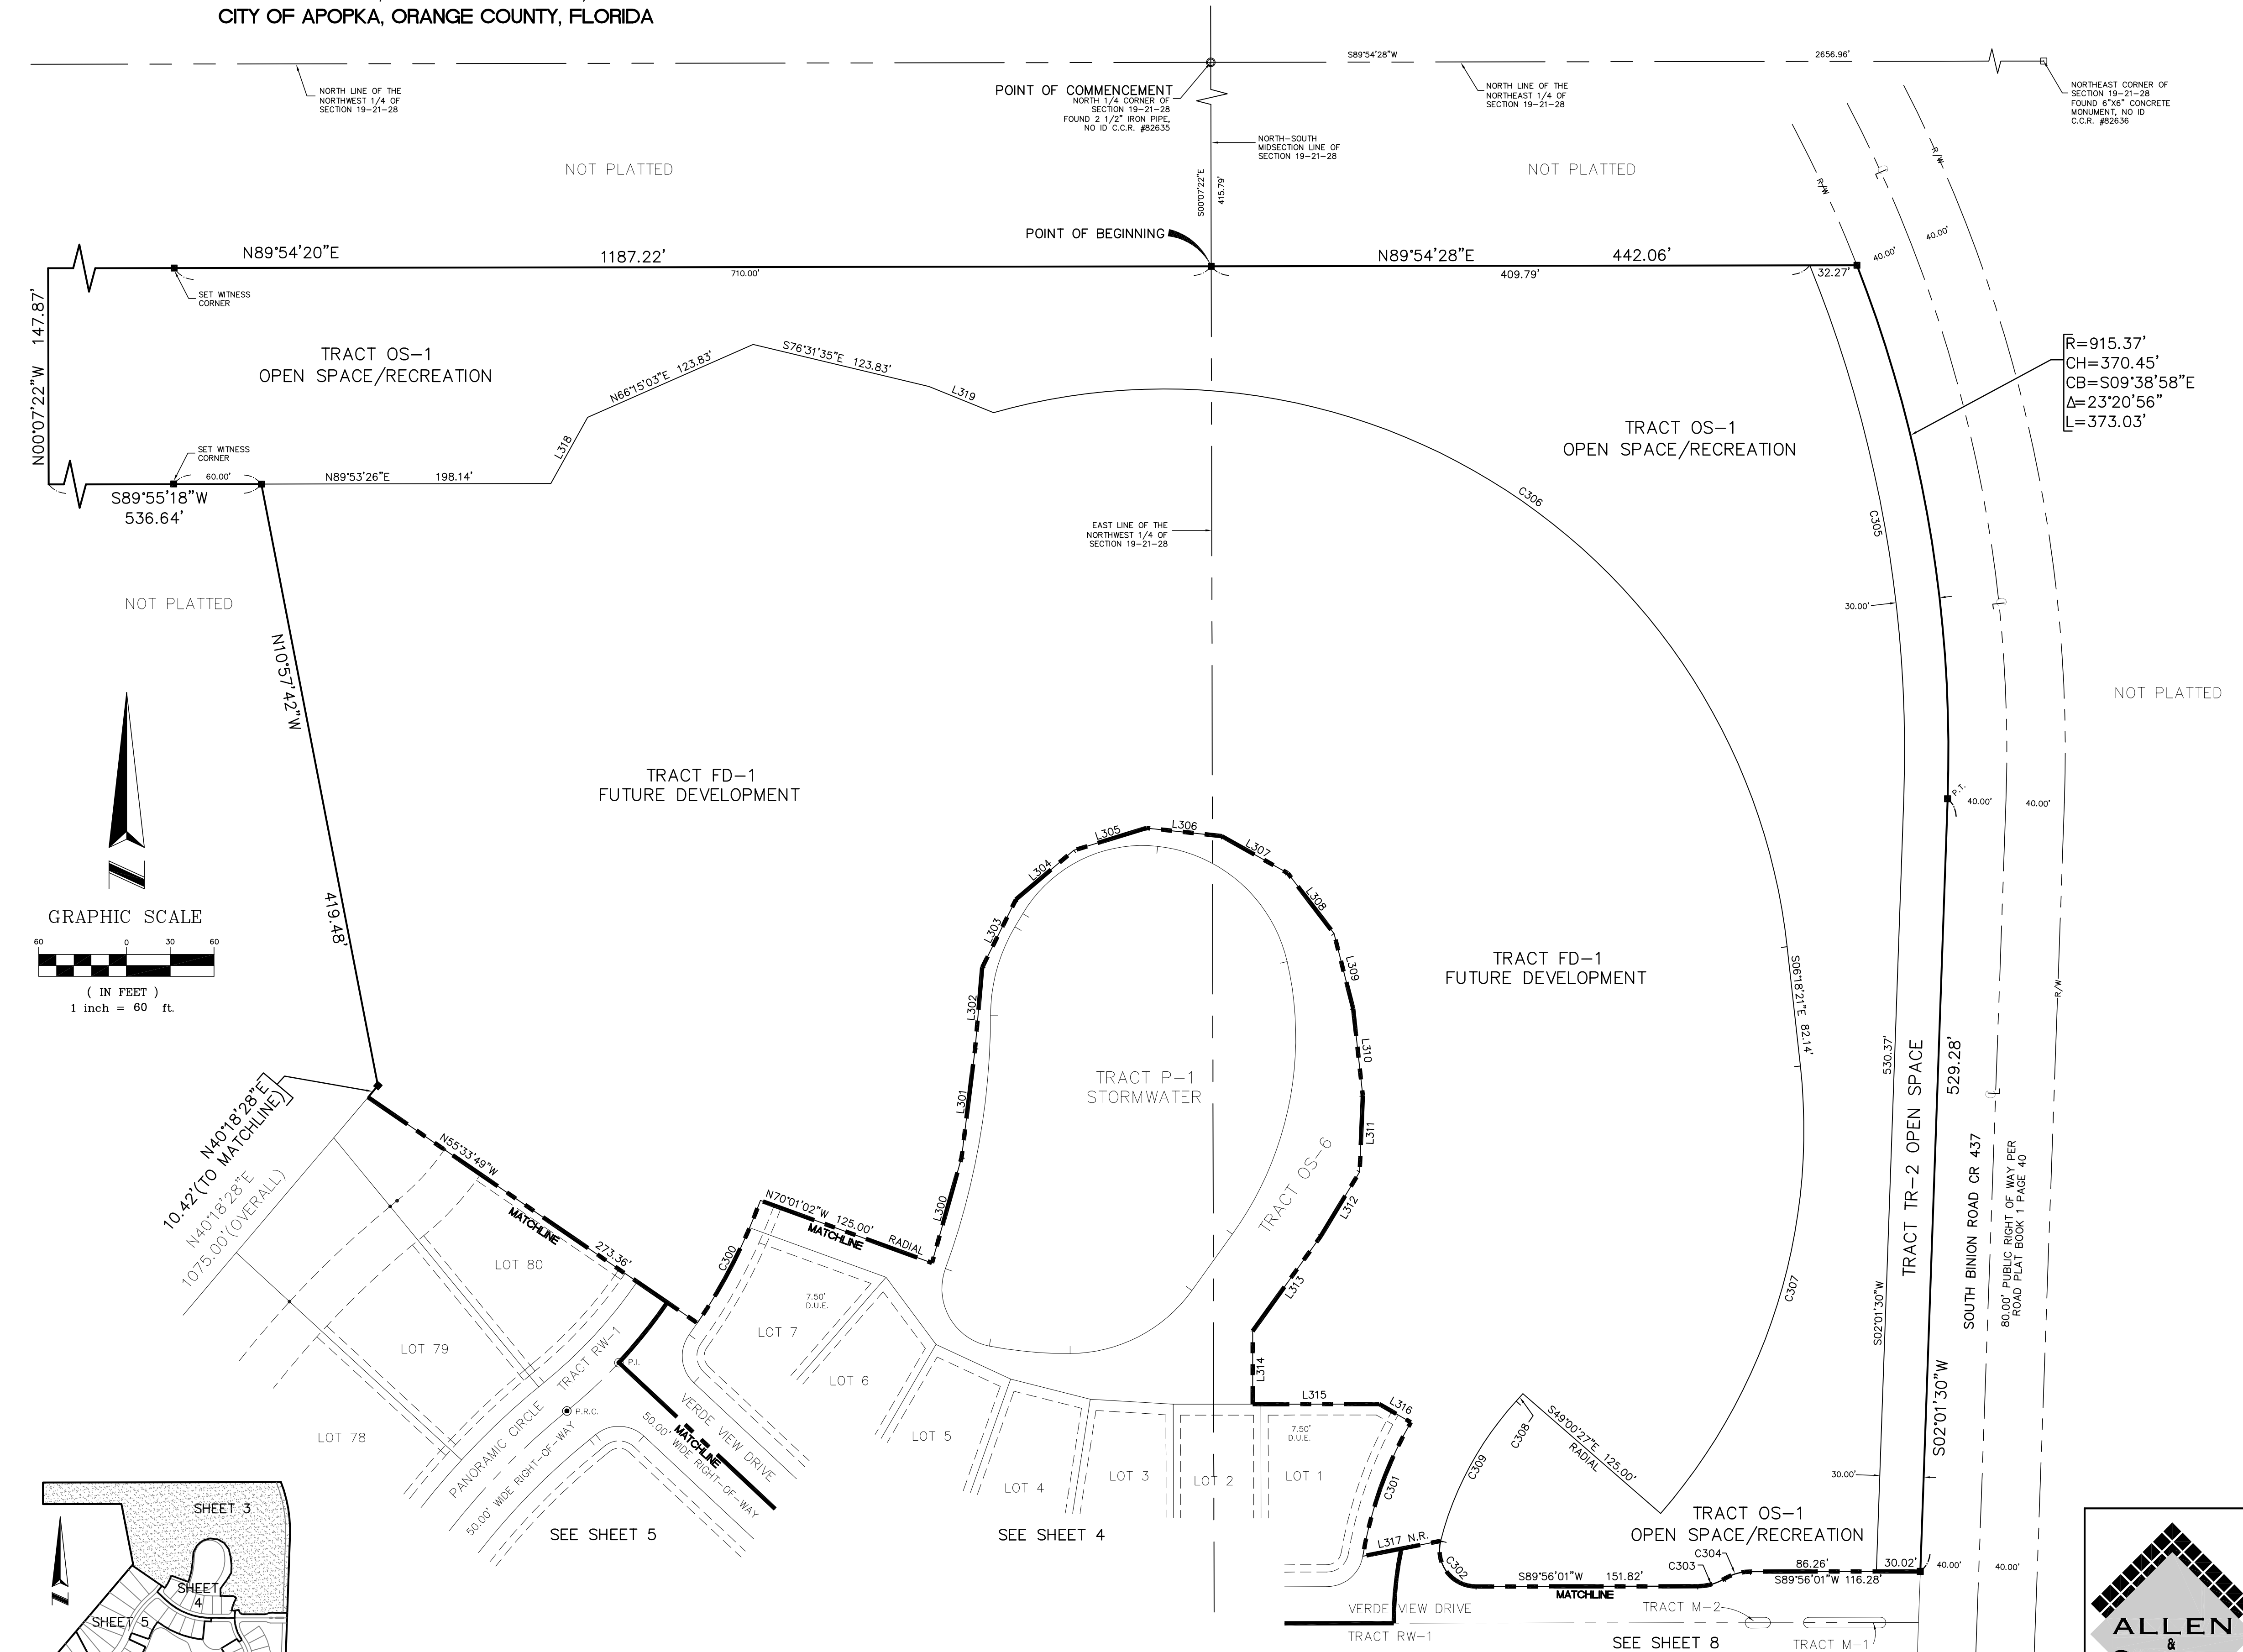 CITY OF APOPKA, ORANGE COUNTY, FLORIDA
S89°54'28"W
2656.96'
NORTH LINE OF THE
NORTHWEST 1/4 OF
SECTION 19-21-28
POINT OF COMMENCEMENT
NORTH 1/4 CORNER OF
SECTION 19-21-28
FOUND 2 1/2" IRON PIPE,
NO ID C.C.R. #82635
NORTH LINE OF THE
NORTHEAST 1/4 OF
SECTION 19-21-28
NORTHEAST CORNER OF
SECTION 19-21-28
FOUND 6"X6" CONCRETE
MONUMENT, NO ID
C.C.R. #82636
NORTH-SOUTH
MIDSECTION LINE OF
SECTION 19-21-28
NOT PLATTED
NOT PLATTED
S00°07'22"E
415.79'
R/W
R/W
40.00'
40.00'
POINT OF BEGINNING
N89°54'20"E
1187.22'
710.00'
N89°54'28"E
442.06'
409.79'
32.27'
SET WITNESS
CORNER
N00°07'22"W 147.87'
TRACT OS-1
OPEN SPACE/RECREATION
N66°15'03"E 123.83'
S76°31'35"E 123.83'
L319
L318
R=915.37'
CH=370.45'
CB=S09°38'58"E
Δ=23°20'56"
L=373.03'
TRACT OS-1
OPEN SPACE/RECREATION
SET WITNESS
CORNER
60.00'
N89°53'26"E
198.14'
S89°55'18"W
536.64'
C306
C305
EAST LINE OF THE
NORTHWEST 1/4 OF
SECTION 19-21-28
NOT PLATTED
30.00'
N10°57'42"W
419.48'
NOT PLATTED
TRACT FD-1
FUTURE DEVELOPMENT
P.T.
40.00'
40.00'
GRAPHIC SCALE
60
0
30
60
( IN FEET )
1 inch = 60 ft.
L305
L306
L307
L304
L308
L303
L309
L302
L310
L301
L311
L300
L312
L313
L314
L315
L316
TRACT FD-1
FUTURE DEVELOPMENT
S06°18'21"E 82.14'
R/W
TRACT P-1
STORMWATER
TRACT OS-6
530.37'
S02°01'30"W
TRACT TR-2 OPEN SPACE
529.28'
S02°01'30"W
SOUTH BINION ROAD CR 437
80.00' PUBLIC RIGHT OF WAY PER
ROAD PLAT BOOK 1 PAGE 40
N40°18'28"E
10.42'(TO MATCHLINE)
N40°18'28"E
1075.00'(OVERALL)
N55°33'49"W
MATCHLINE
273.36'
C300
N70°01'02"W 125.00'
MATCHLINE
RADIAL
LOT 80
LOT 79
LOT 78
7.50'
D.U.E.
LOT 7
LOT 6
LOT 5
LOT 4
LOT 3
LOT 2
LOT 1
7.50'
D.U.E.
P.I.
P.R.C.
PANORAMIC CIRCLE TRACT RW-1
50.00' WIDE RIGHT-OF-WAY
VERDE VIEW DRIVE
MATCHLINE
50.00' WIDE RIGHT-OF-WAY
C307
C308
C309
S49°00'27"E 125.00'
RADIAL
C301
30.00'
TRACT OS-1
OPEN SPACE/RECREATION
SEE SHEET 5
SEE SHEET 4
L317 N.R.
C302
C303
C304
S89°56'01"W 151.82'
MATCHLINE
86.26'
30.02'
S89°56'01"W 116.28'
40.00'
40.00'
VERDE VIEW DRIVE
TRACT RW-1
TRACT M-2
TRACT M-1
SEE SHEET 8
SHEET 3
SHEET
4
SHEET 5
ALLEN
&